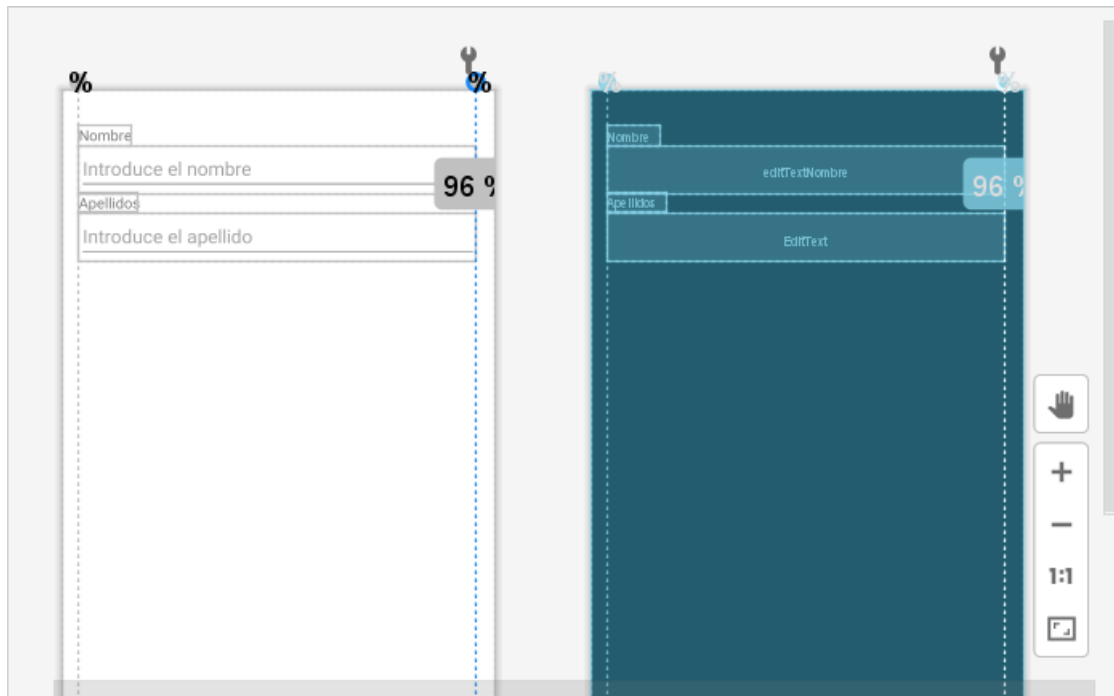 % %
Nombre
Introduce el nombre
96 %
Apellidos
Introduce el apellido
% %
Nombre
editTextNombre
96 %
Apellidos
EditText
1:1